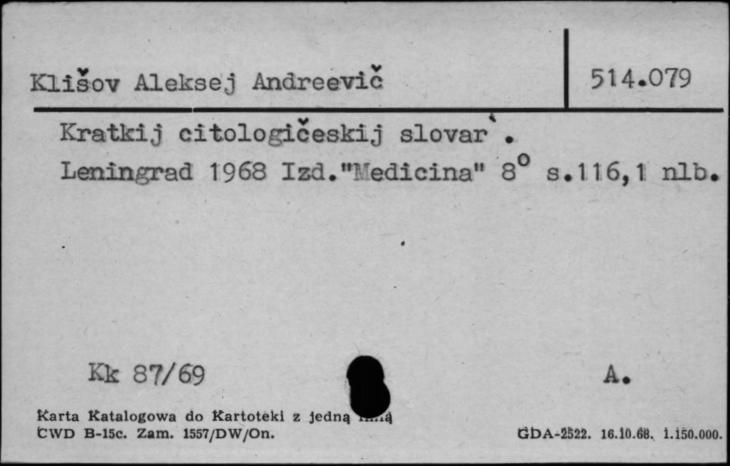 Klišov Aleksej Andreevič
514.079
Kratkij citologičeskij slovar`.
Leningrad 1968 Izd."Medicina" 8° s.116,1 nlb.
Kk 87/69
A.
Karta Katalogowa do Kartoteki z jedną
CWD B-15c. Zam. 1557/DW/On.
GDA-2522. 16.10.68. 1.150.000.